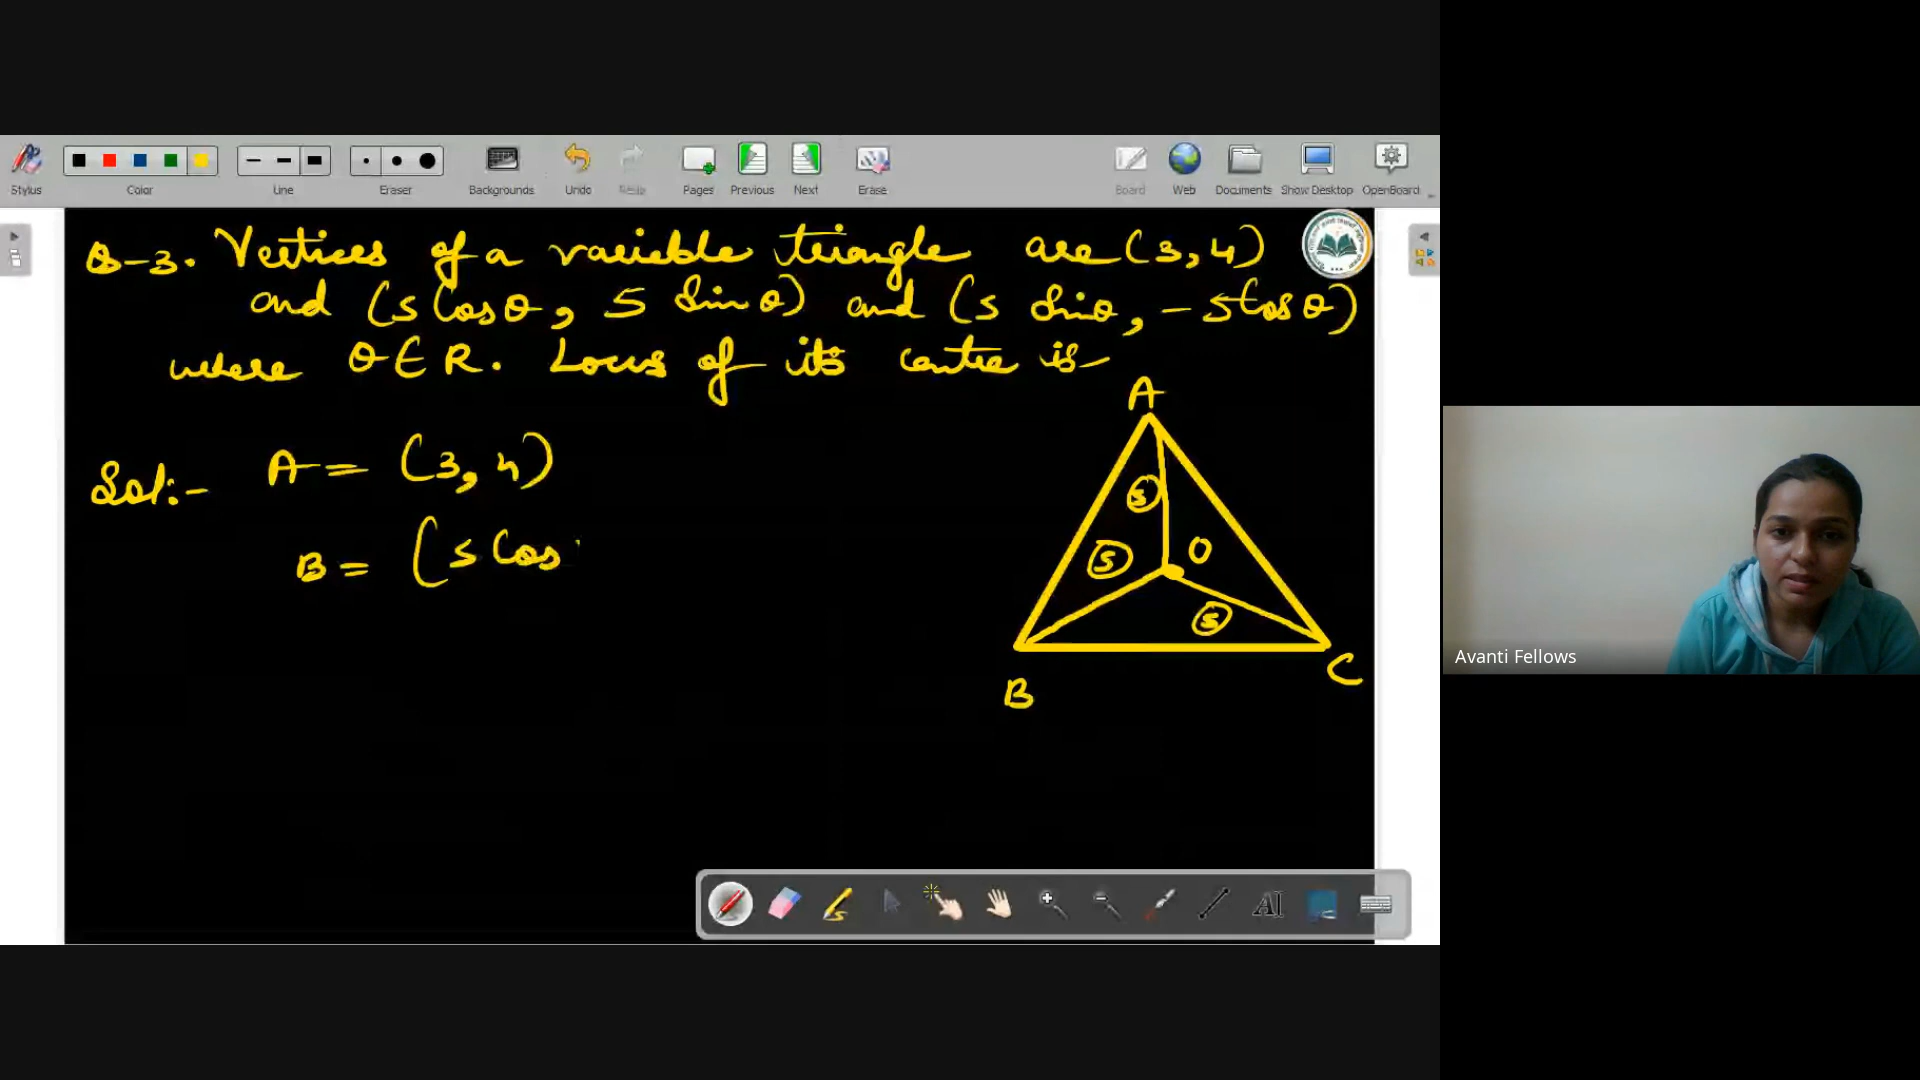 Stylus Color Line Eraser Backgrounds Undo Redo Pages Previous Next Erase Board Web Documents Show Desktop OpenBoard
Q-3. Vertices of a variable triangle are (3, 4)
and (5 Cosθ, 5 Sinθ) and (5 Sinθ, -5Cosθ)
where θ∈R. Locus of its centre is-
Sol:- A = (3, 4)
B = (5 Cos
A
5
5
O
5
B
C
Avanti Fellows